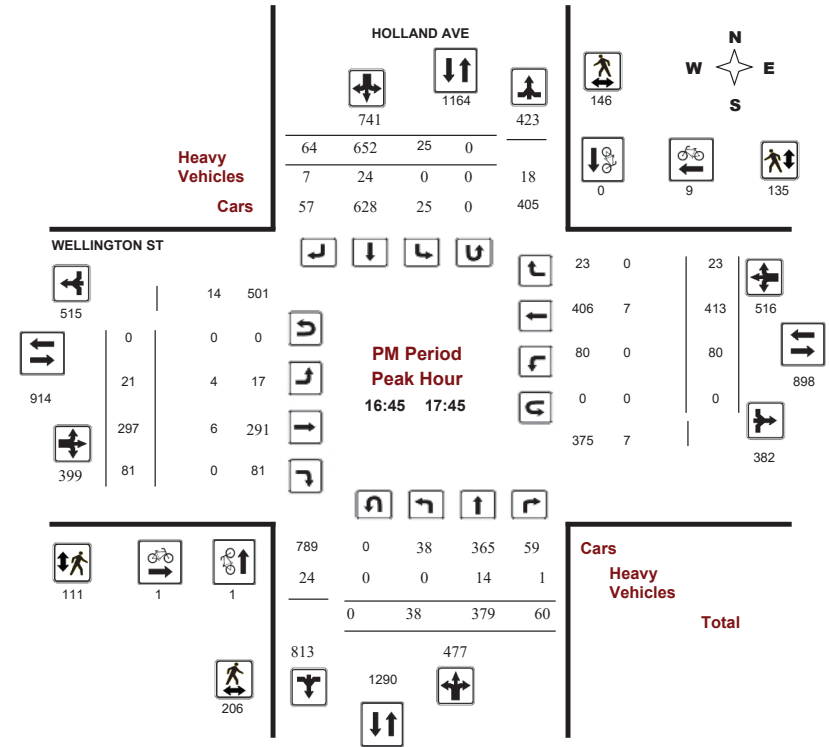 HOLLAND AVE
N
W E
S
1164
146
741 423
64 652 25 0
Heavy
Vehicles
7 24 0 0 18
Cars
57 628 25 0 405
0 9 135
WELLINGTON ST
515
14 501
0 0 0
21 4 17
914
297 6 291
399
81 0 81
PM Period
Peak Hour
16:45 17:45
23 0 23
406 7 413 516
80 0 80
898
0 0 0
375 7
382
111 1 1
206
789 0 38 365 59
Cars
24 0 0 14 1
Heavy
Vehicles
0 38 379 60
Total
813 477
1290